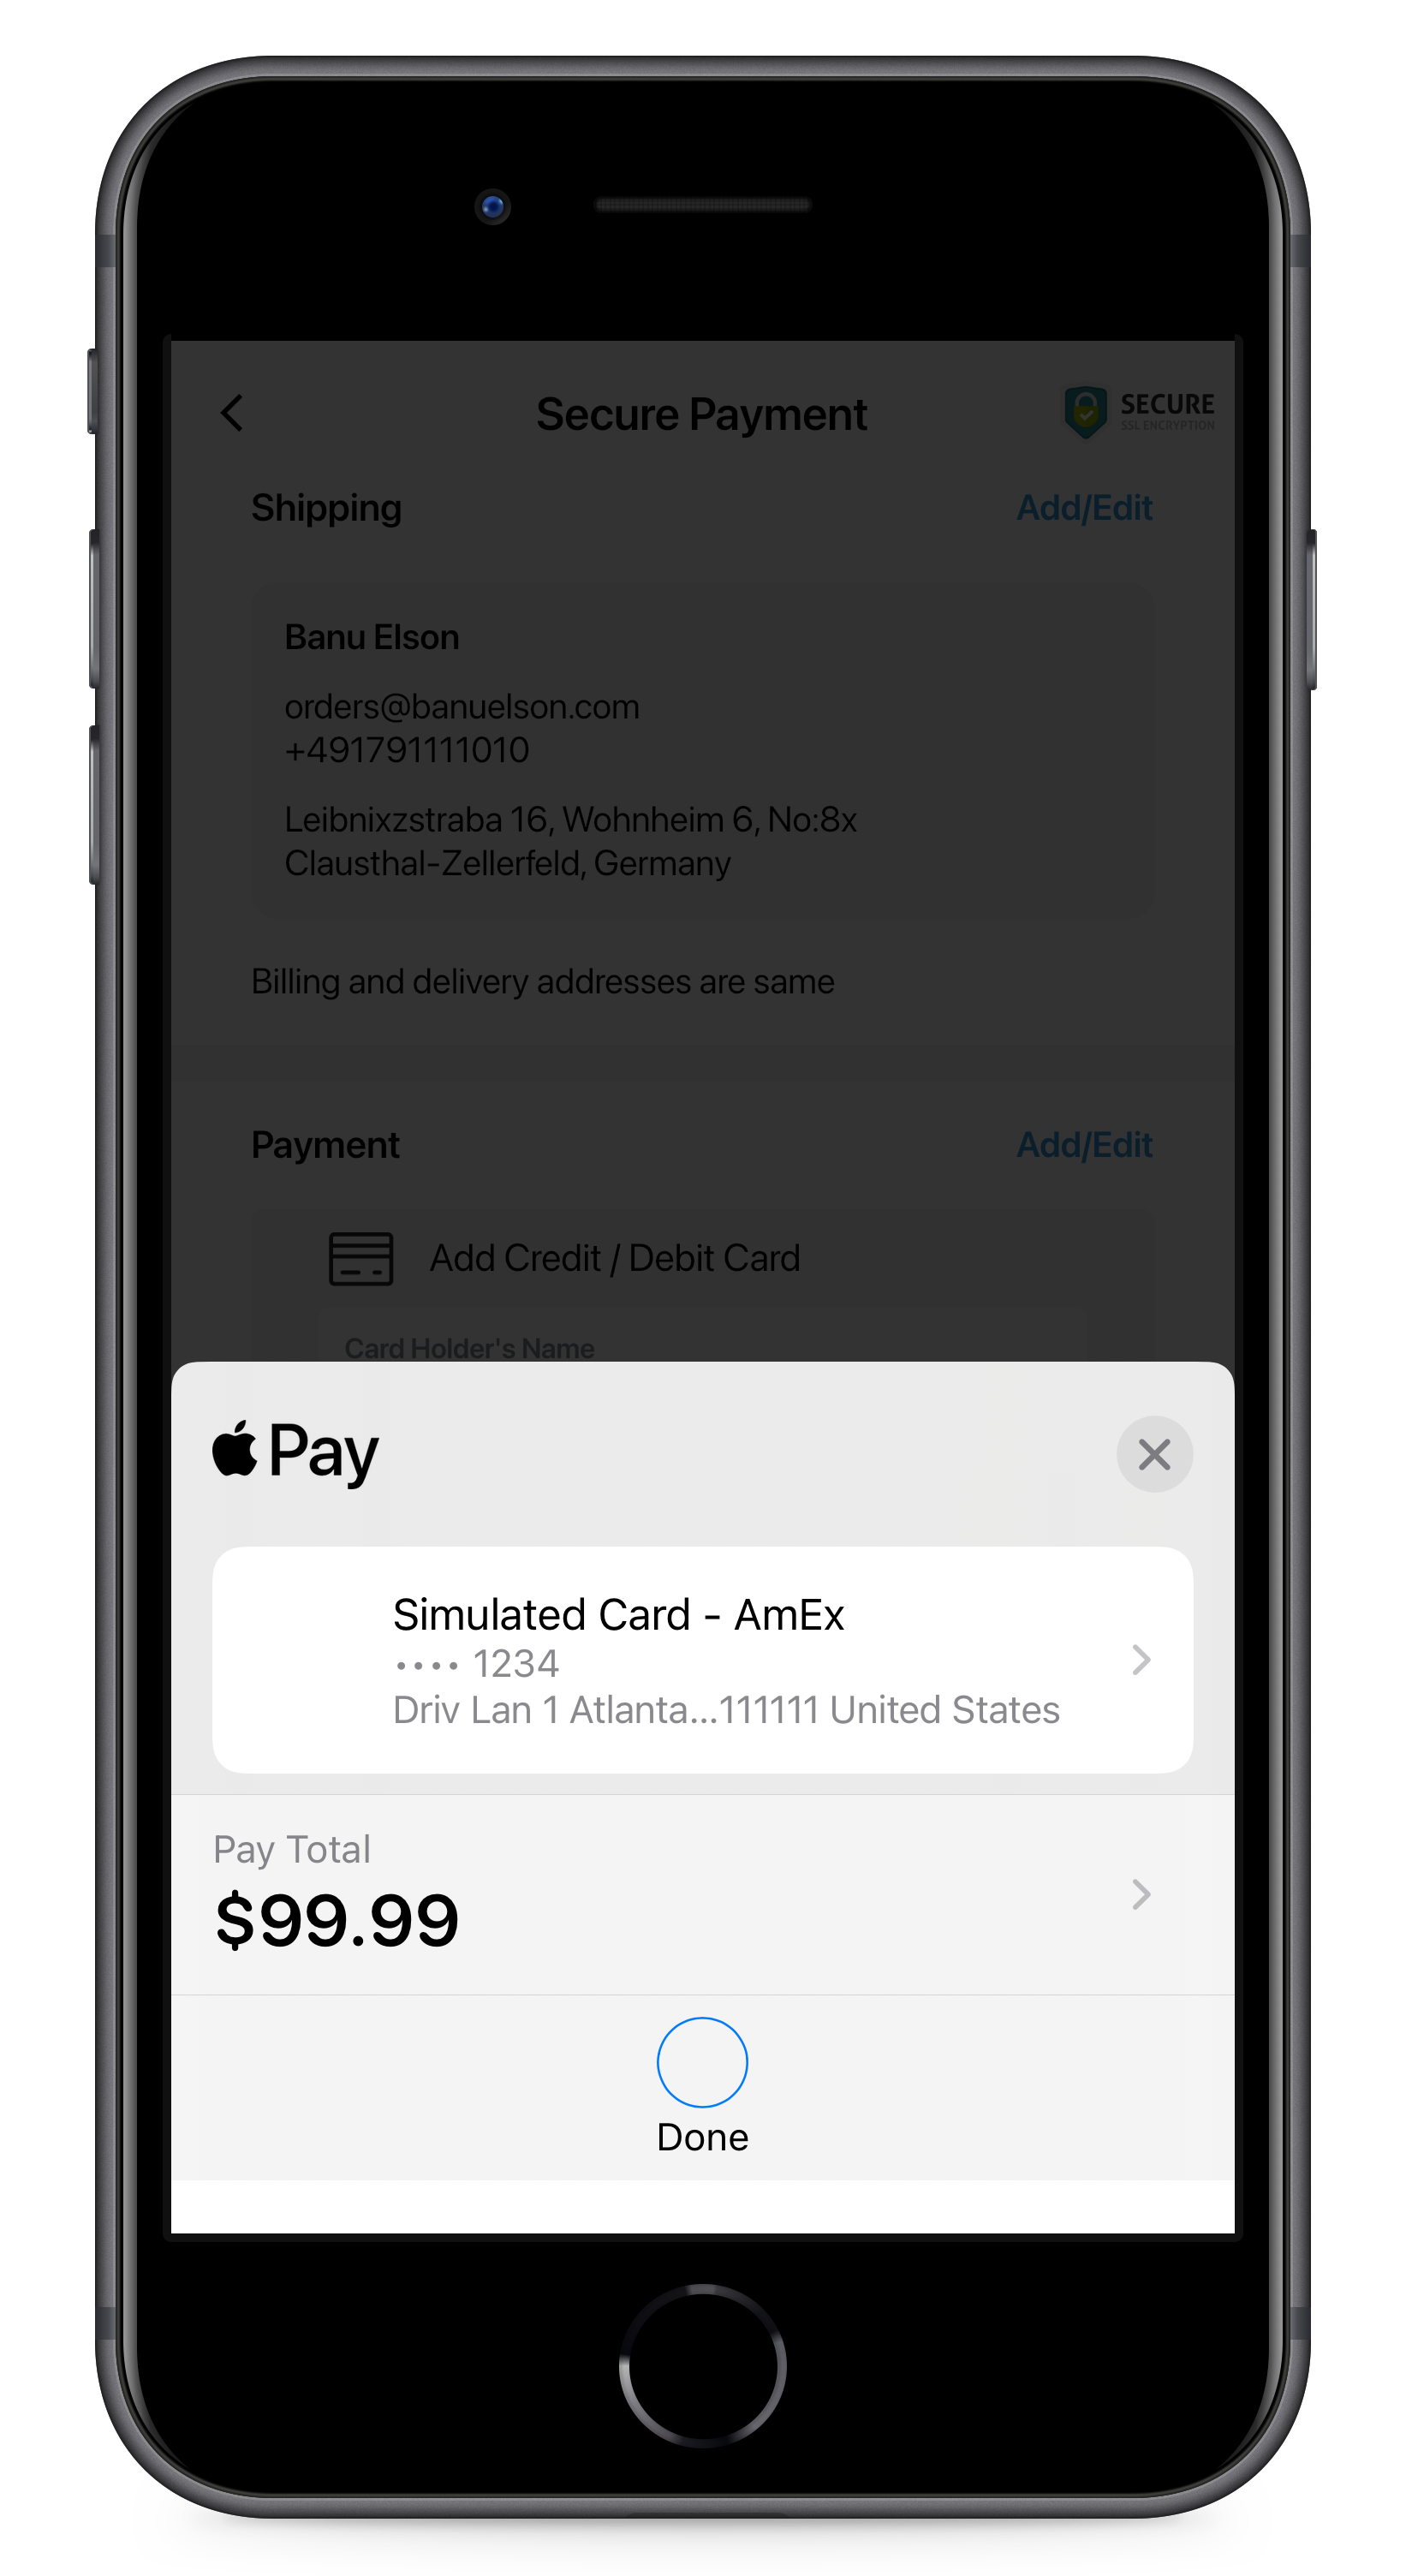 Secure Payment
SECURE
SSL ENCRYPTION
Shipping
Add/Edit
Banu Elson
orders@banuelson.com
+491791111010
Leibnixzstraba 16, Wohnheim 6, No:8x
Clausthal-Zellerfeld, Germany
Billing and delivery addresses are same
Payment
Add/Edit
Add Credit / Debit Card
Card Holder's Name
Pay
Simulated Card - AmEx
•••• 1234
Driv Lan 1 Atlanta...111111 United States
Pay Total
$99.99
Done